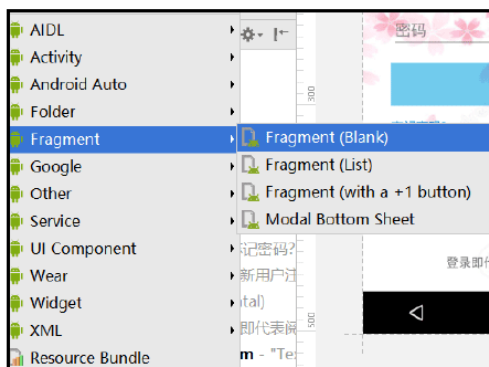 AIDL
Activity
Android Auto
Folder
Fragment
Google
Other
Service
UI Component
Wear
Widget
XML
Resource Bundle
Fragment (Blank)
Fragment (List)
Fragment (with a +1 button)
Modal Bottom Sheet
密码
300
记密码?
新用户注
登录即代
ntal)
即代表阅
500
m - "Te